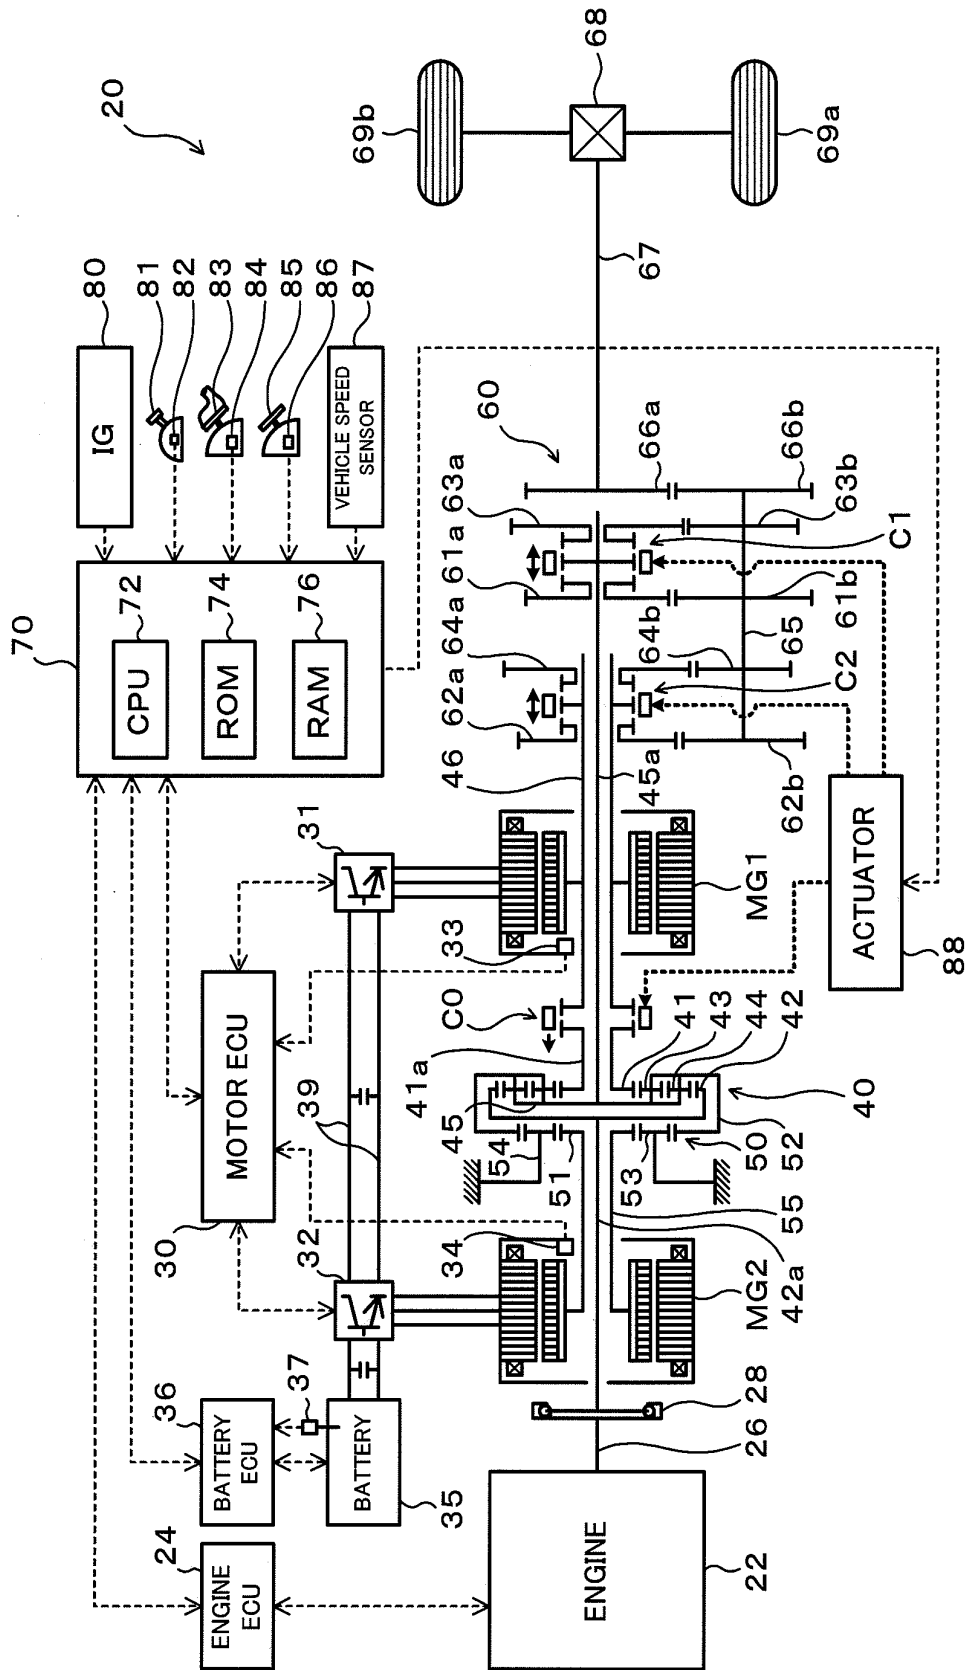 20
70
72
CPU
74
ROM
76
RAM
IG
80
81
82
83
84
85
86
VEHICLE SPEED
SENSOR
87
24
ENGINE
ECU
36
BATTERY
ECU
37
BATTERY
35
30
MOTOR ECU
32
39
31
34
33
ENGINE
22
26
28
MG2
42a
55
54
51
53
50
52
45
41a
C0
41
43
44
42
40
MG1
46
45a
62a
64a
61a
63a
60
66a
64b
C2
65
61b
C1
63b
66b
62b
ACTUATOR
88
67
68
69b
69a